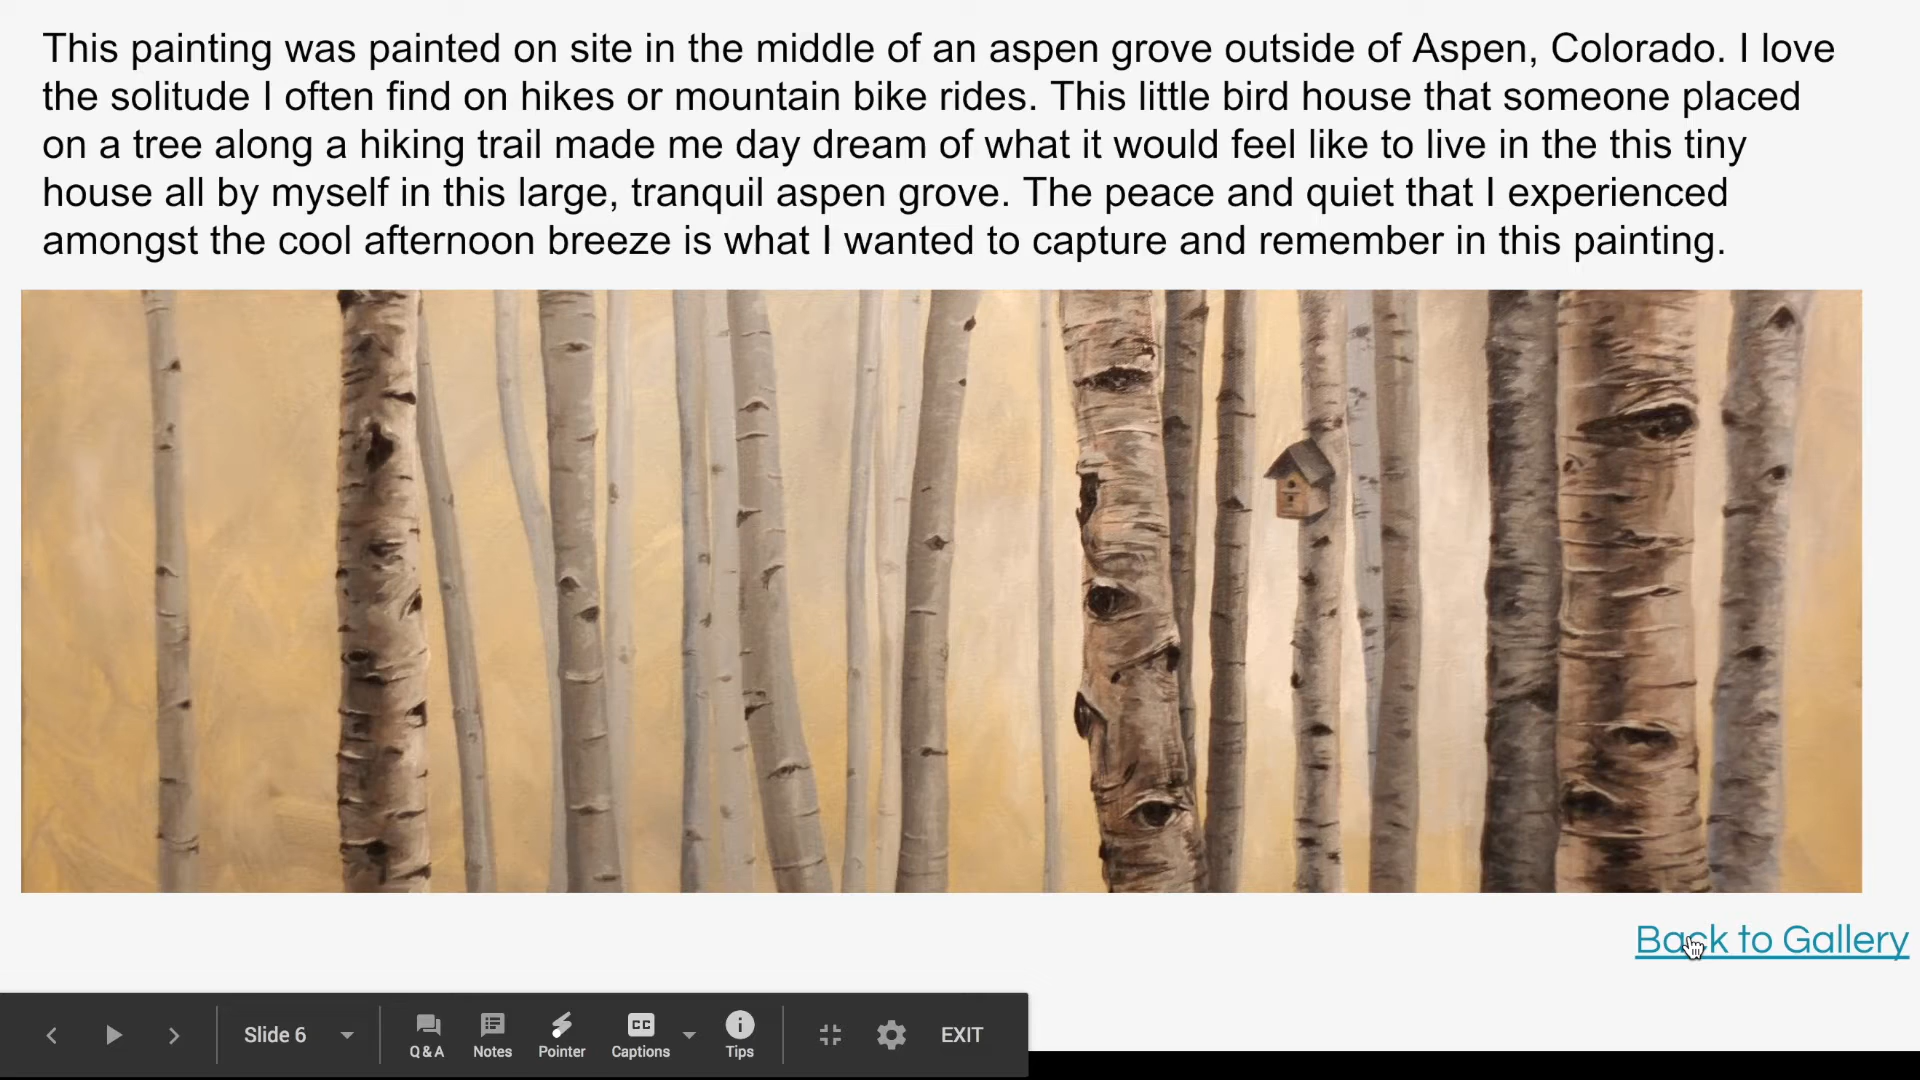 This painting was painted on site in the middle of an aspen grove outside of Aspen, Colorado. I love
the solitude I often find on hikes or mountain bike rides. This little bird house that someone placed
on a tree along a hiking trail made me day dream of what it would feel like to live in the this tiny
house all by myself in this large, tranquil aspen grove. The peace and quiet that I experienced
amongst the cool afternoon breeze is what I wanted to capture and remember in this painting.
Back to Gallery
Slide 6
Q&A
Notes
Pointer
CC
Captions
Tips
EXIT